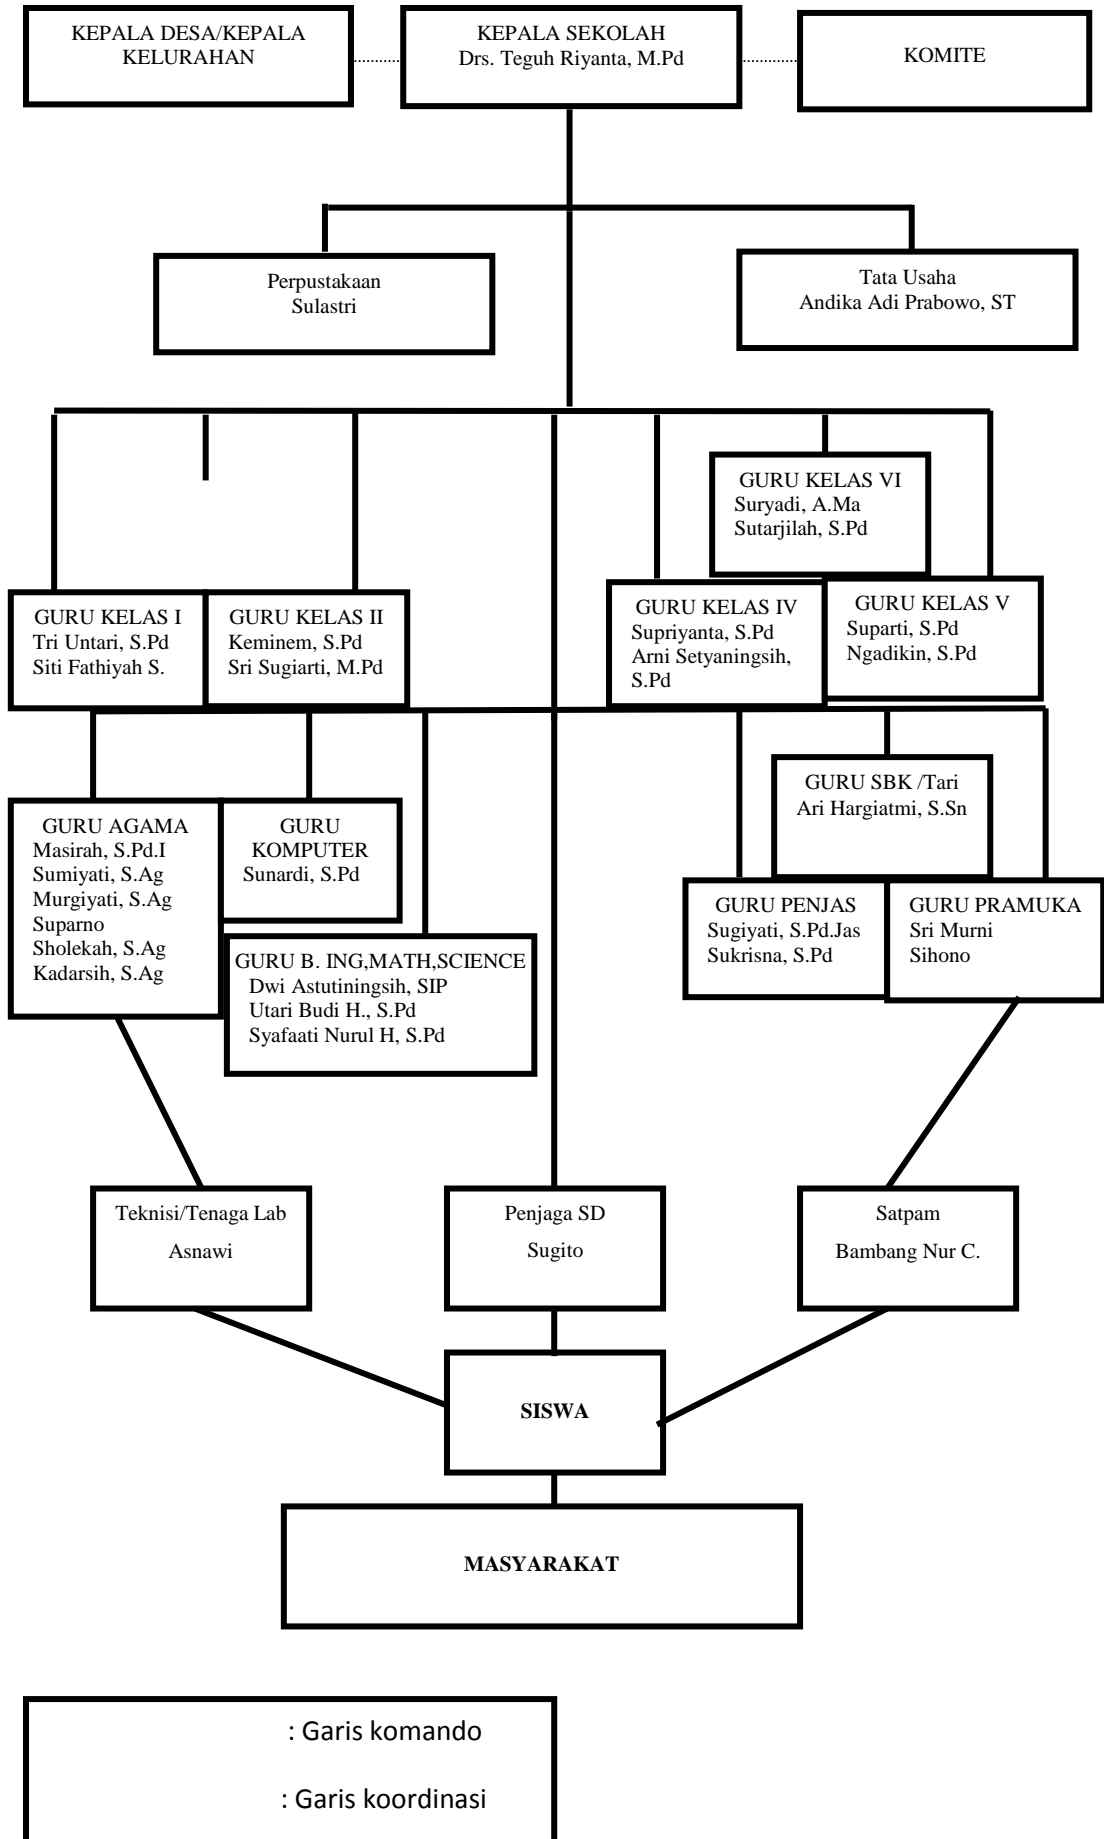 KEPALA DESA/KEPALA
KELURAHAN
KEPALA SEKOLAH
Drs. Teguh Riyanta, M.Pd
KOMITE
Perpustakaan
Sulastri
Tata Usaha
Andika Adi Prabowo, ST
GURU KELAS VI
Suryadi, A.Ma
Sutarjilah, S.Pd
GURU KELAS I
Tri Untari, S.Pd
Siti Fathiyah S.
GURU KELAS II
Keminem, S.Pd
Sri Sugiarti, M.Pd
GURU KELAS IV
Supriyanta, S.Pd
Arni Setyaningsih,
S.Pd
GURU KELAS V
Suparti, S.Pd
Ngadikin, S.Pd
GURU SBK /Tari
Ari Hargiatmi, S.Sn
GURU AGAMA
Masirah, S.Pd.I
Sumiyati, S.Ag
Murgiyati, S.Ag
Suparno
Sholekah, S.Ag
Kadarsih, S.Ag
GURU
KOMPUTER
Sunardi, S.Pd
GURU B. ING,MATH,SCIENCE
Dwi Astutiningsih, SIP
Utari Budi H., S.Pd
Syafaati Nurul H, S.Pd
GURU PENJAS
Sugiyati, S.Pd.Jas
Sukrisna, S.Pd
GURU PRAMUKA
Sri Murni
Sihono
Teknisi/Tenaga Lab
Asnawi
Penjaga SD
Sugito
Satpam
Bambang Nur C.
SISWA
MASYARAKAT
: Garis komando
: Garis koordinasi